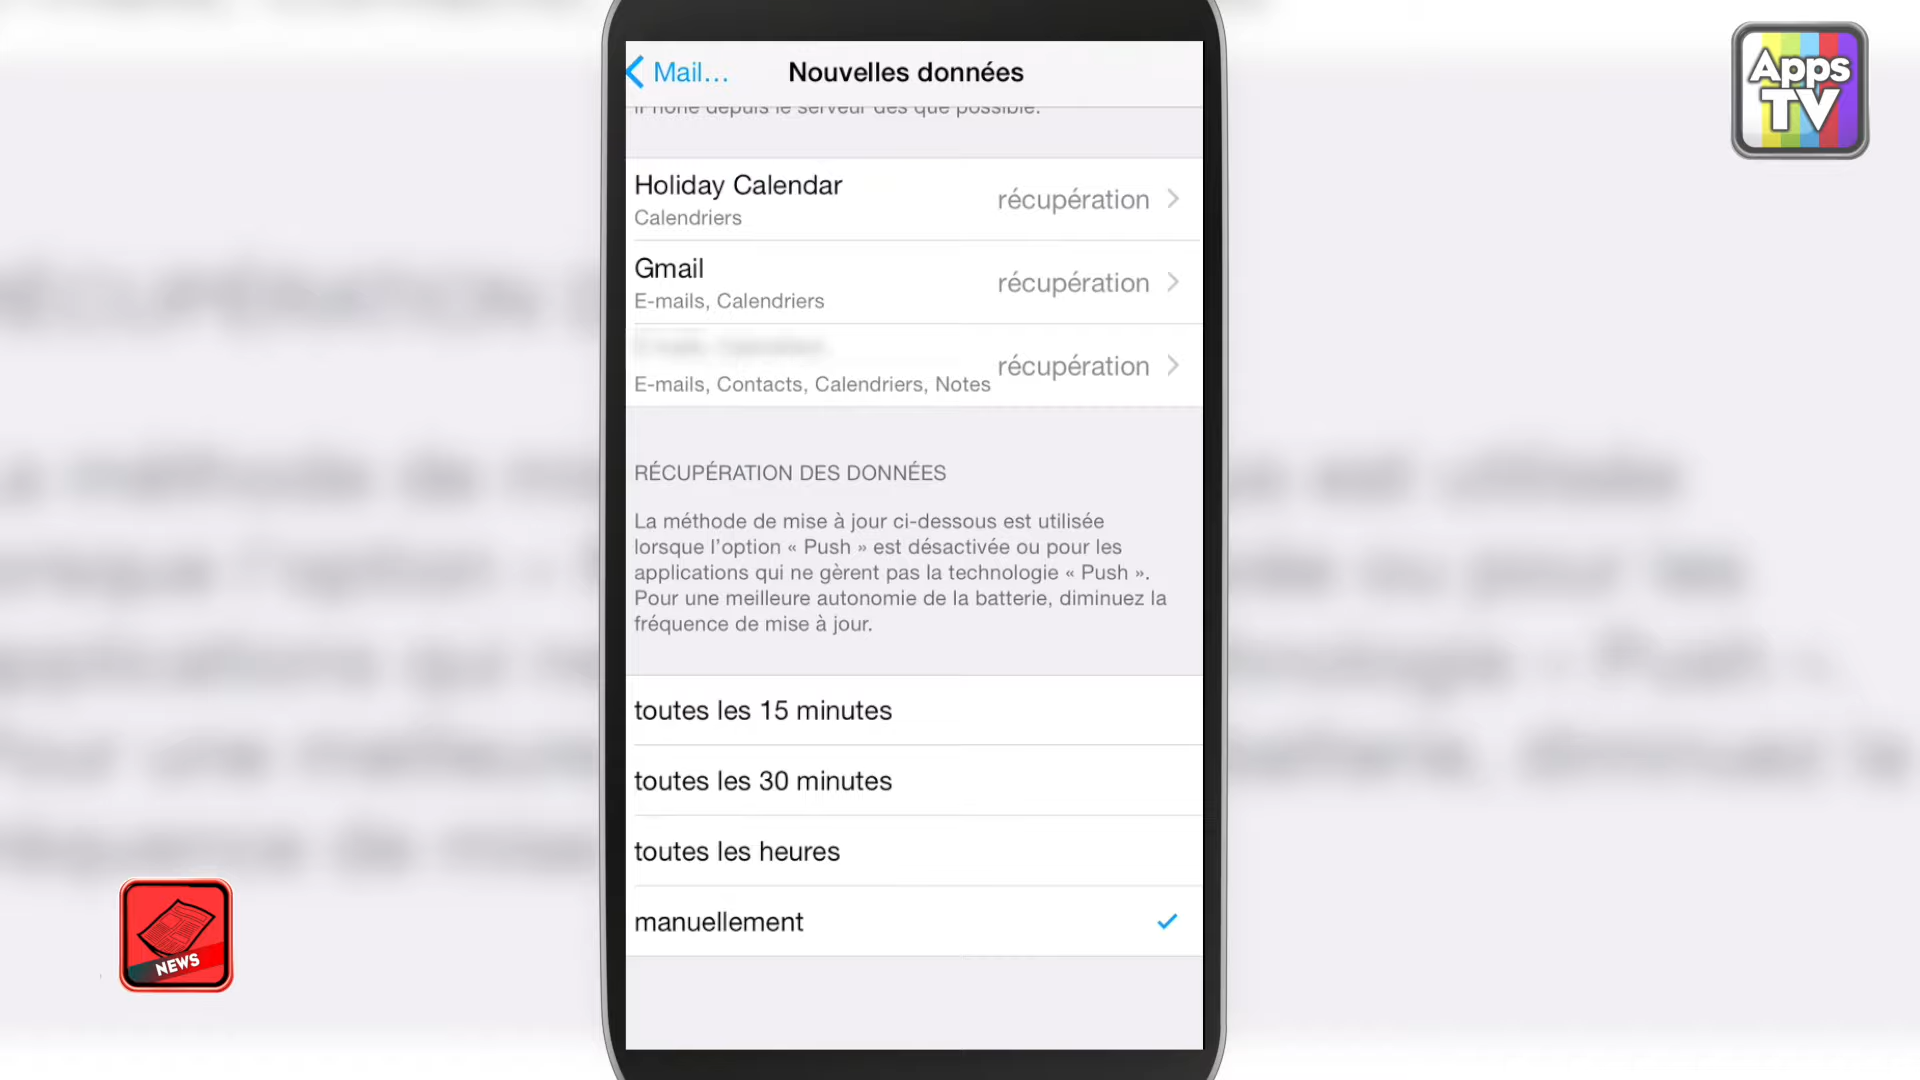 Mail...
Nouvelles données
iPhone depuis le serveur dès que possible.
Holiday Calendar
récupération
Calendriers
Gmail
récupération
E-mails, Calendriers
récupération
E-mails, Contacts, Calendriers, Notes
RÉCUPÉRATION DES DONNÉES
La méthode de mise à jour ci-dessous est utilisée
lorsque l'option « Push » est désactivée ou pour les
applications qui ne gèrent pas la technologie « Push ».
Pour une meilleure autonomie de la batterie, diminuez la
fréquence de mise à jour.
toutes les 15 minutes
toutes les 30 minutes
toutes les heures
manuellement
Apps
TV
NEWS